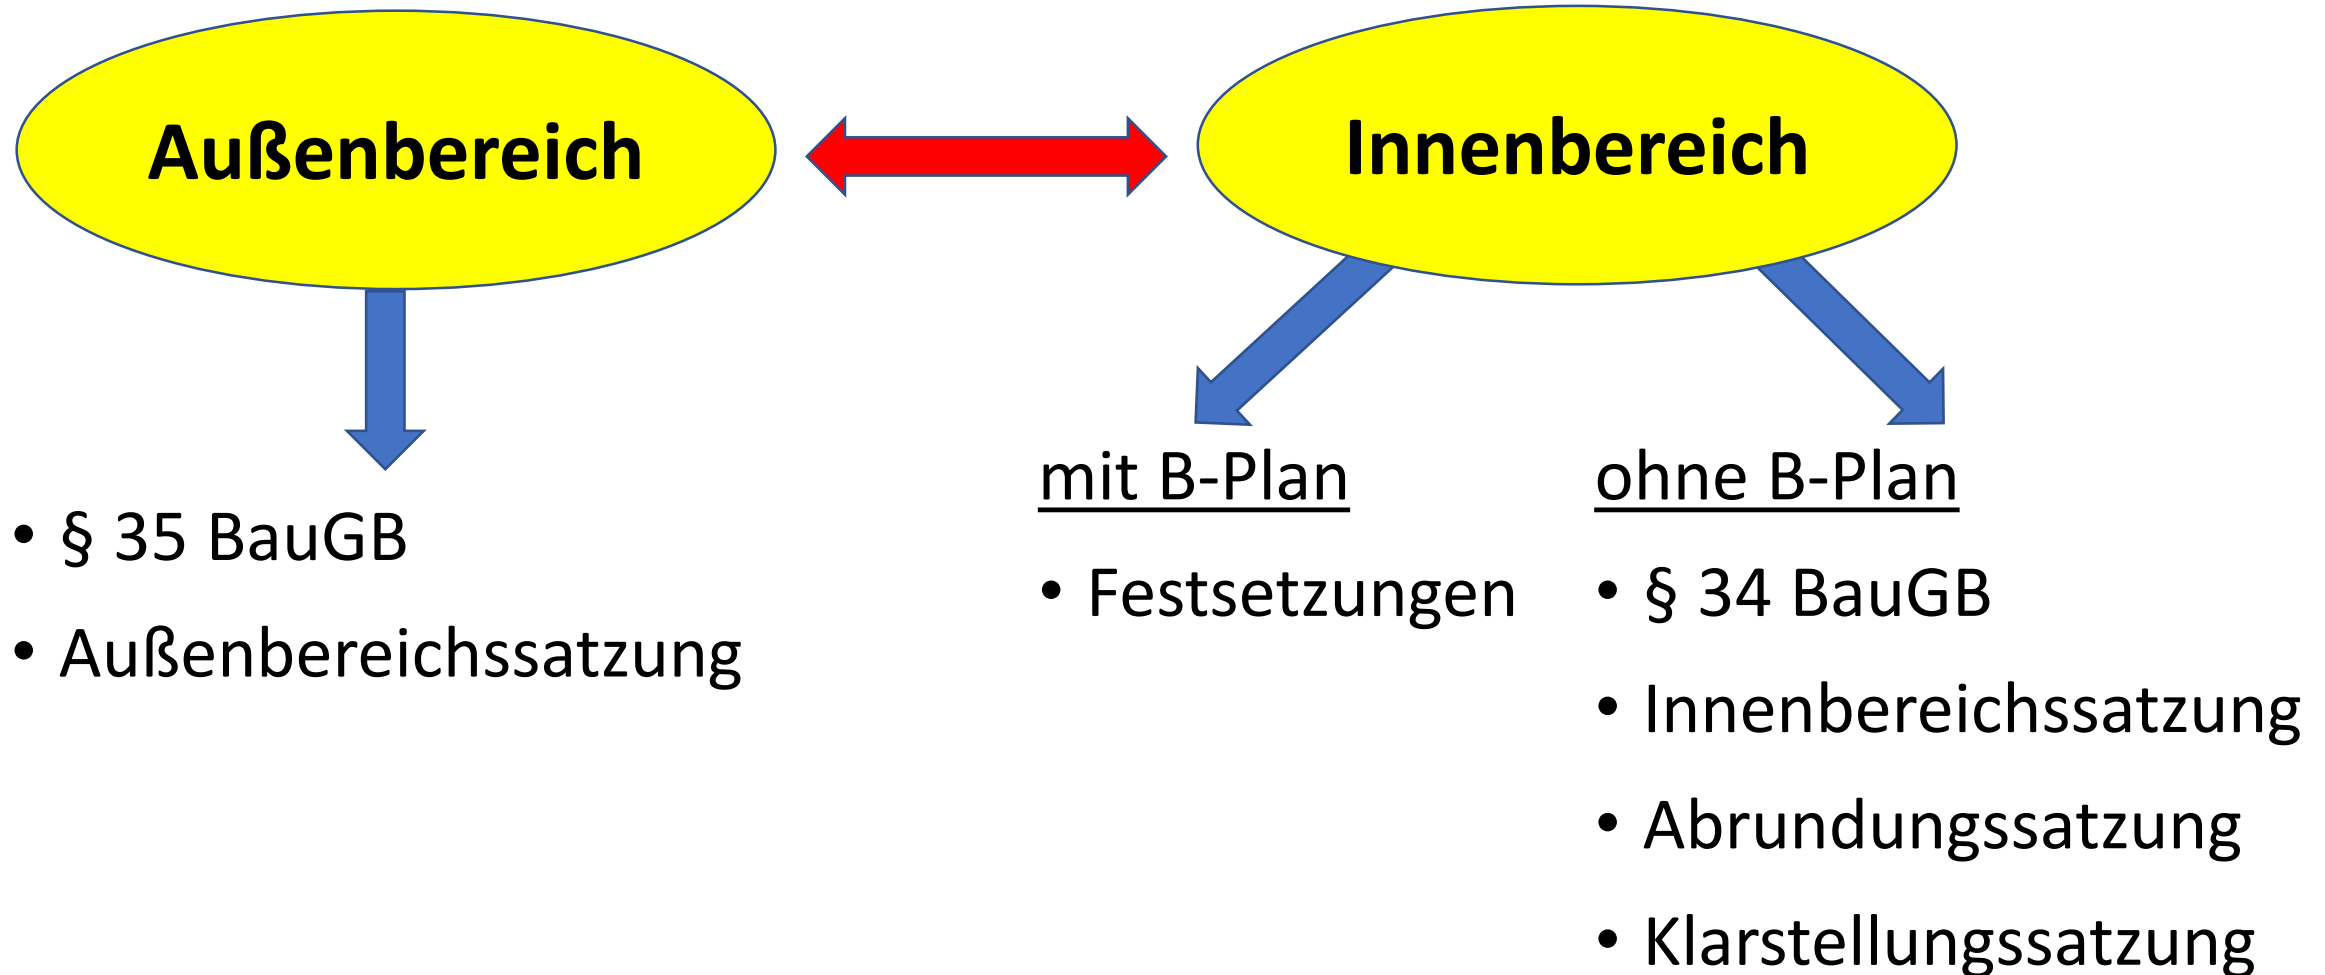 Außenbereich
Innenbereich
• § 35 BauGB
• Außenbereichssatzung
mit B-Plan
• Festsetzungen
ohne B-Plan
• § 34 BauGB
• Innenbereichssatzung
• Abrundungssatzung
• Klarstellungssatzung